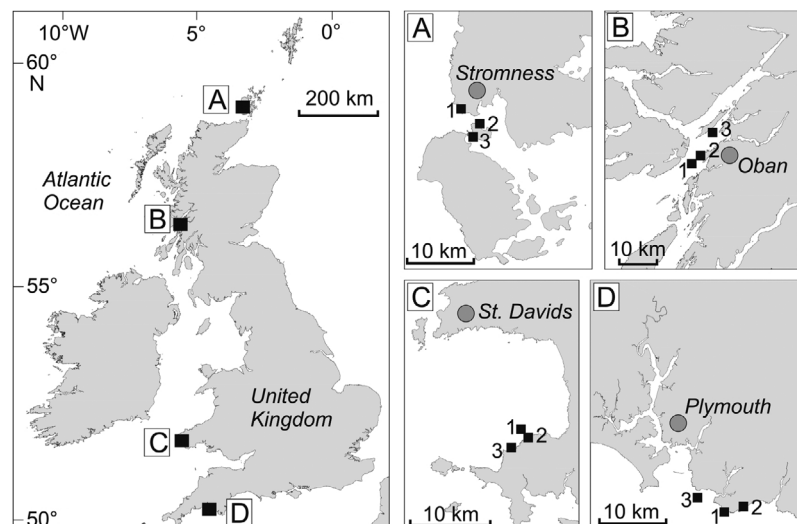 10°W 5° 0°
60°
N
A
200 km
Atlantic
Ocean
B
55°
United
Kingdom
C
D
50°
A
Stromness
1
2
3
10 km
B
3
2
1
Oban
10 km
C
St. Davids
1
2
3
10 km
D
Plymouth
3
1
2
10 km